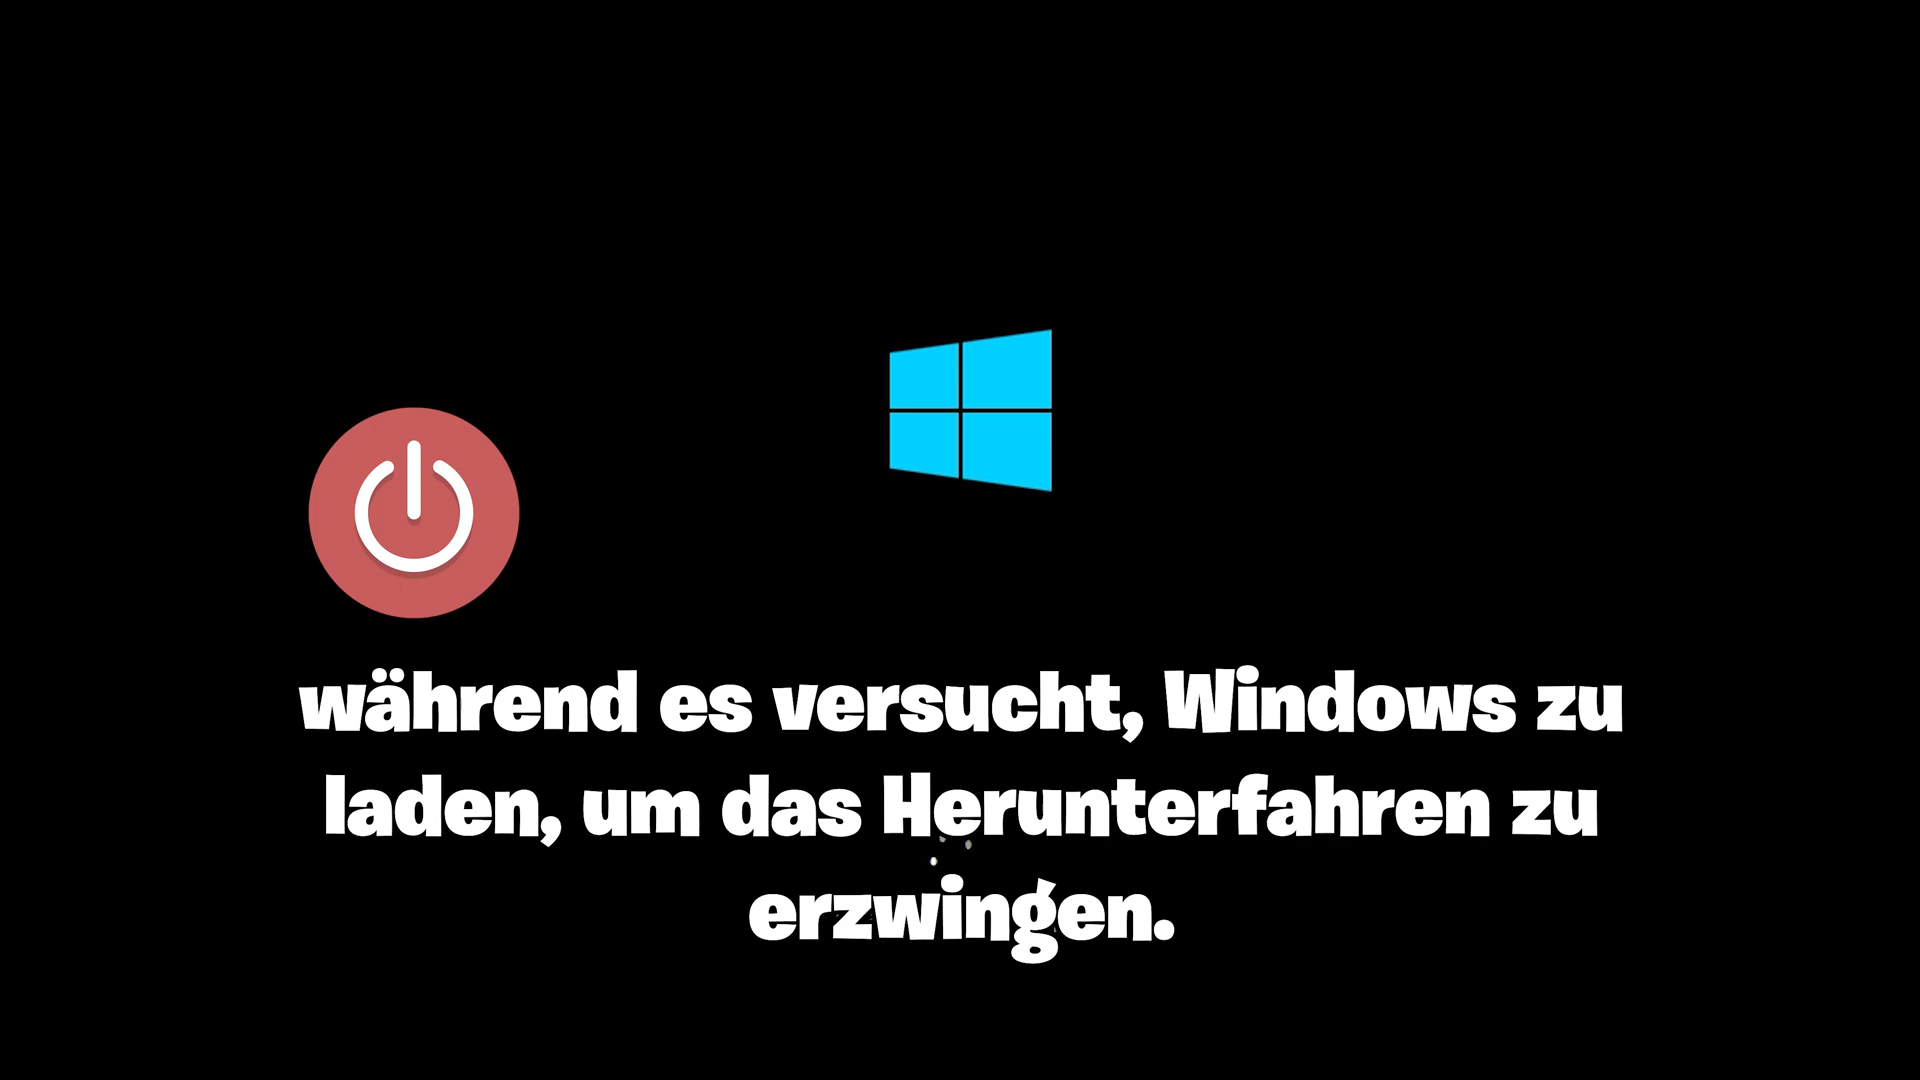 während es versucht, Windows zu
laden, um das Herunterfahren zu
erzwingen.